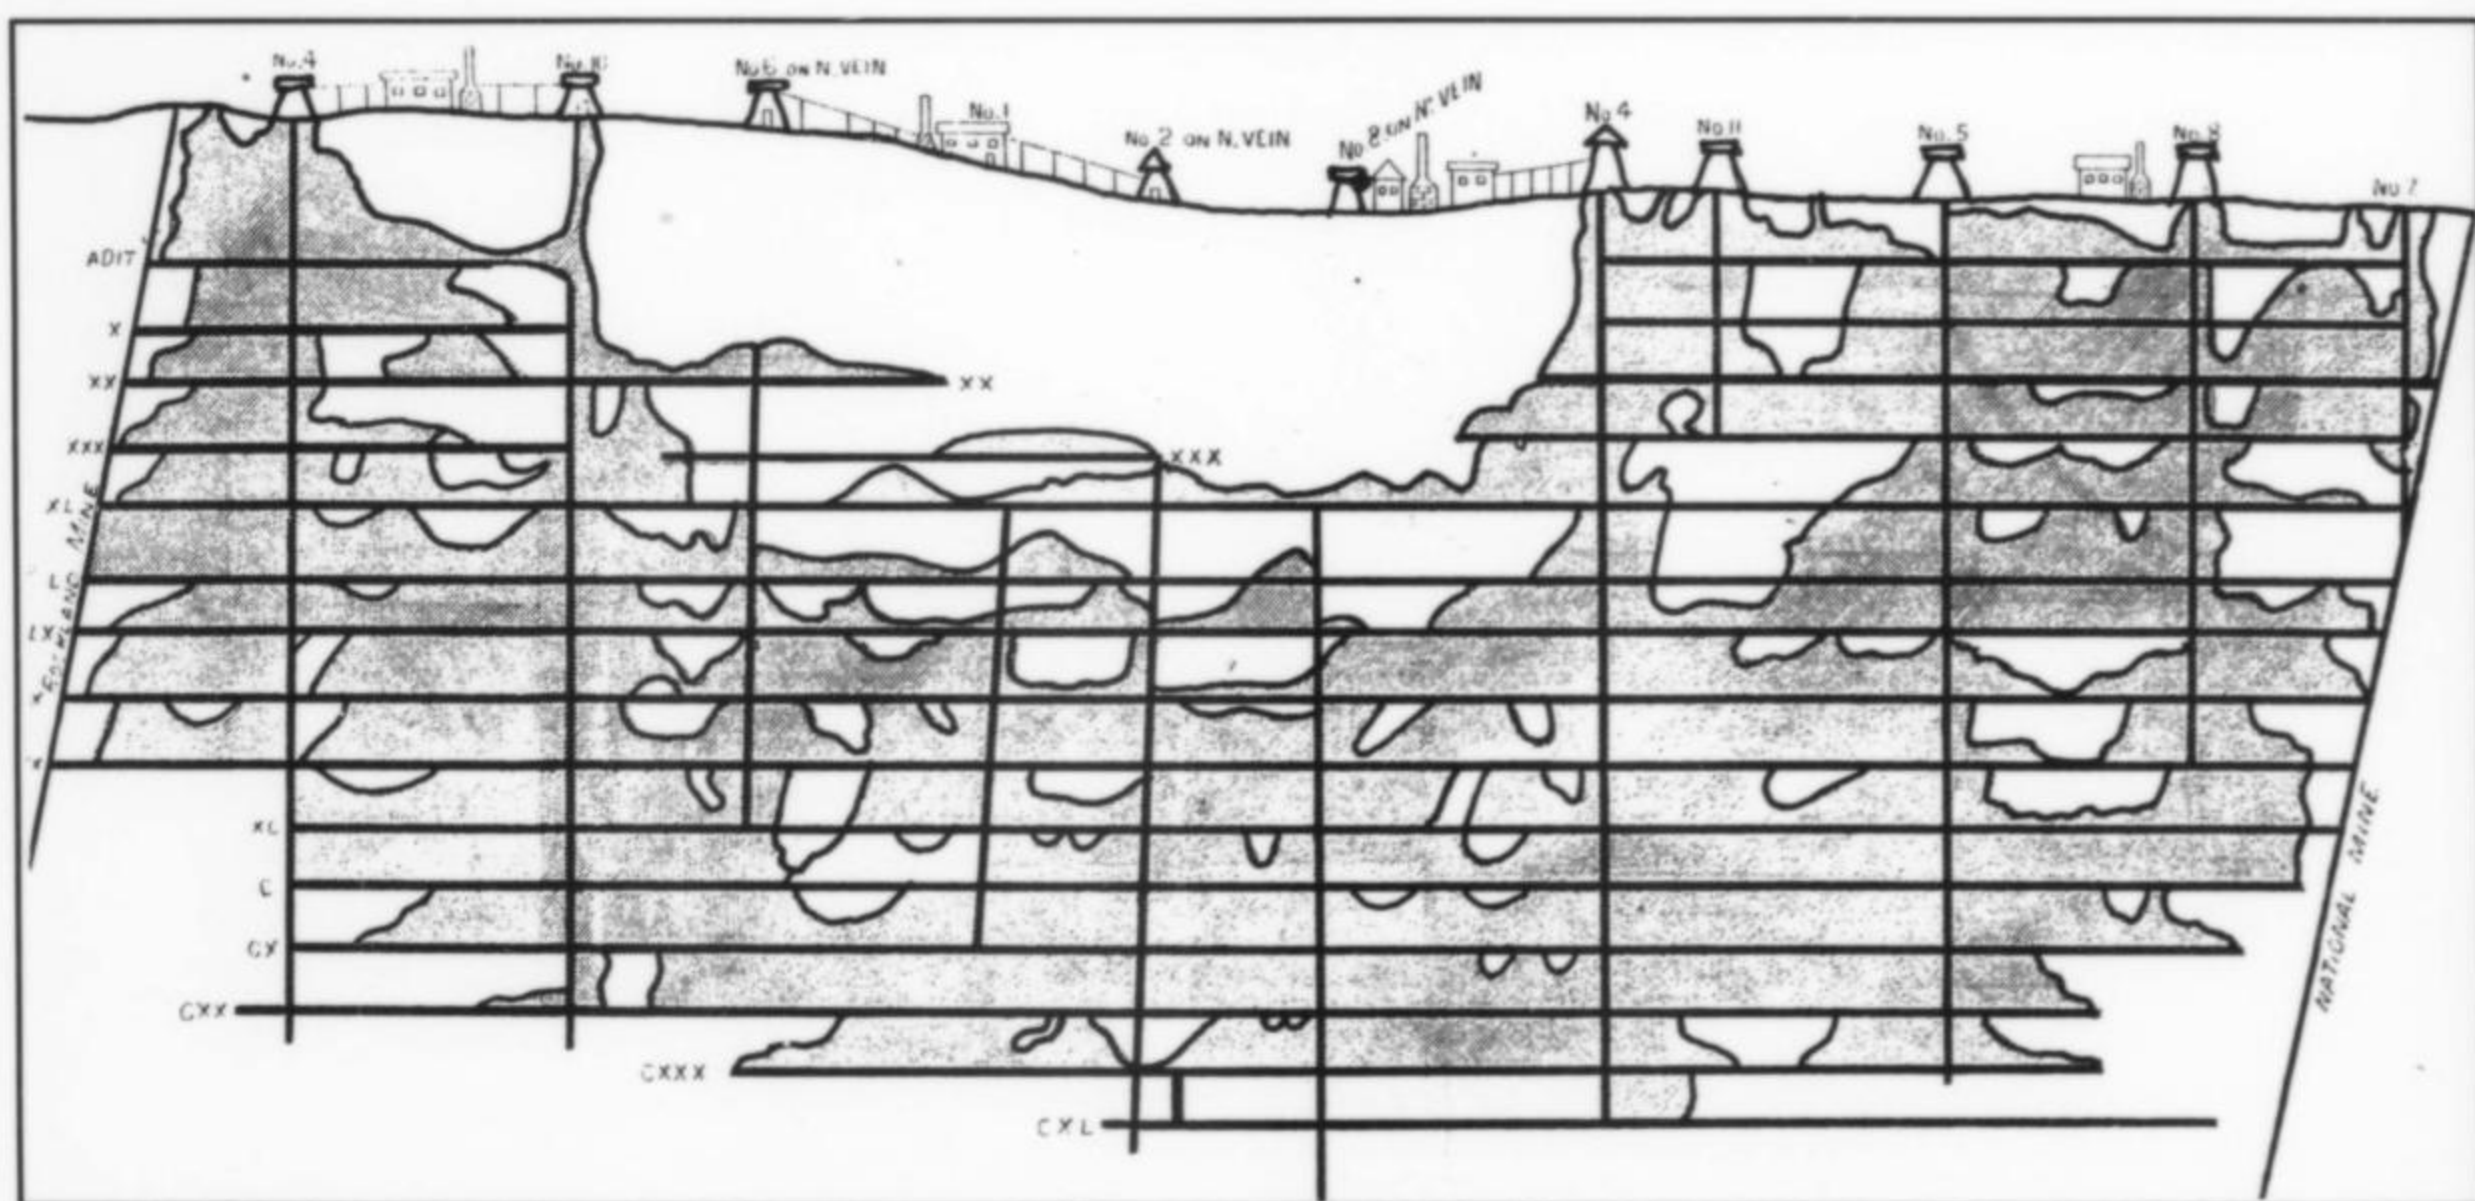 No.4
No.10
No.6 ON N. VEIN
No.1
No.2 ON N. VEIN
No 8 ON N. VEIN
No 4
No.11
No.5
No.8
No.7
ADIT
X
XX
XX
XXX
XXX
XL
L
LX
MINE
XC
C
CX
CXX
CXXX
CXL
NATIONAL MINE